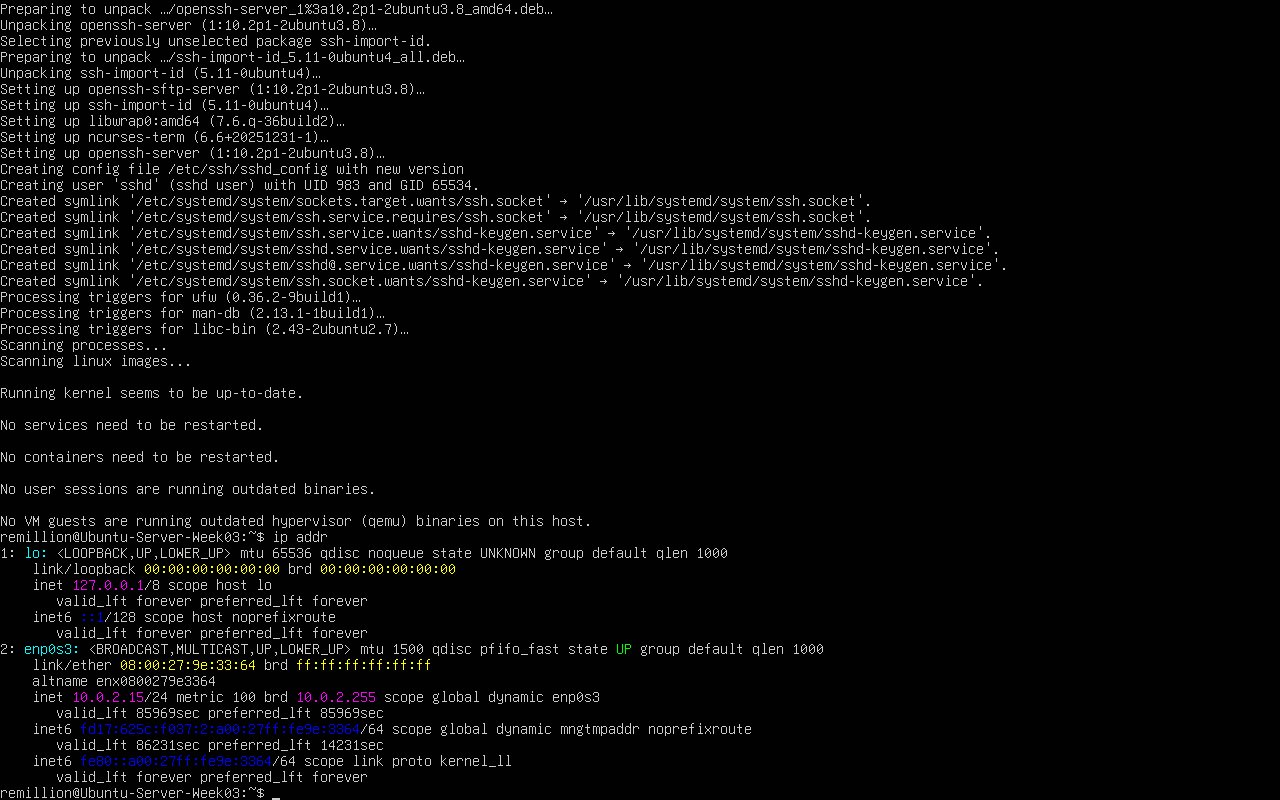 Preparing to unpack …/openssh-server_1%3a10.2p1-2ubuntu3.8_amd64.deb…
Unpacking openssh-server (1:10.2p1-2ubuntu3.8)…
Selecting previously unselected package ssh-import-id.
Preparing to unpack …/ssh-import-id_5.11-0ubuntu4_all.deb…
Unpacking ssh-import-id (5.11-0ubuntu4)…
Setting up openssh-sftp-server (1:10.2p1-2ubuntu3.8)…
Setting up ssh-import-id (5.11-0ubuntu4)…
Setting up libwrap0:amd64 (7.6.q-36build2)…
Setting up ncurses-term (6.6+20251231-1)…
Setting up openssh-server (1:10.2p1-2ubuntu3.8)…
Creating config file /etc/ssh/sshd_config with new version
Creating user 'sshd' (sshd user) with UID 983 and GID 65534.
Created symlink '/etc/systemd/system/sockets.target.wants/ssh.socket' → '/usr/lib/systemd/system/ssh.socket'.
Created symlink '/etc/systemd/system/ssh.service.requires/ssh.socket' → '/usr/lib/systemd/system/ssh.socket'.
Created symlink '/etc/systemd/system/ssh.service.wants/sshd-keygen.service' → '/usr/lib/systemd/system/sshd-keygen.service'.
Created symlink '/etc/systemd/system/sshd.service.wants/sshd-keygen.service' → '/usr/lib/systemd/system/sshd-keygen.service'.
Created symlink '/etc/systemd/system/sshd@.service.wants/sshd-keygen.service' → '/usr/lib/systemd/system/sshd-keygen.service'.
Created symlink '/etc/systemd/system/ssh.socket.wants/sshd-keygen.service' → '/usr/lib/systemd/system/sshd-keygen.service'.
Processing triggers for ufw (0.36.2-9build1)…
Processing triggers for man-db (2.13.1-1build1)…
Processing triggers for libc-bin (2.43-2ubuntu2.7)…
Scanning processes...
Scanning linux images...
Running kernel seems to be up-to-date.
No services need to be restarted.
No containers need to be restarted.
No user sessions are running outdated binaries.
No VM guests are running outdated hypervisor (qemu) binaries on this host.
remillion@Ubuntu-Server-Week03:~$ ip addr
1: lo: <LOOPBACK,UP,LOWER_UP> mtu 65536 qdisc noqueue state UNKNOWN group default qlen 1000
    link/loopback 00:00:00:00:00:00 brd 00:00:00:00:00:00
    inet 127.0.0.1/8 scope host lo
       valid_lft forever preferred_lft forever
    inet6 ::1/128 scope host noprefixroute
       valid_lft forever preferred_lft forever
2: enp0s3: <BROADCAST,MULTICAST,UP,LOWER_UP> mtu 1500 qdisc pfifo_fast state UP group default qlen 1000
    link/ether 08:00:27:9e:33:64 brd ff:ff:ff:ff:ff:ff
    altname enx0800279e3364
    inet 10.0.2.15/24 metric 100 brd 10.0.2.255 scope global dynamic enp0s3
       valid_lft 85969sec preferred_lft 85969sec
    inet6 fd17:625c:f037:2:a00:27ff:fe9e:3364/64 scope global dynamic mngtmpaddr noprefixroute
       valid_lft 86231sec preferred_lft 14231sec
    inet6 fe80::a00:27ff:fe9e:3364/64 scope link proto kernel_ll
       valid_lft forever preferred_lft forever
remillion@Ubuntu-Server-Week03:~$ _